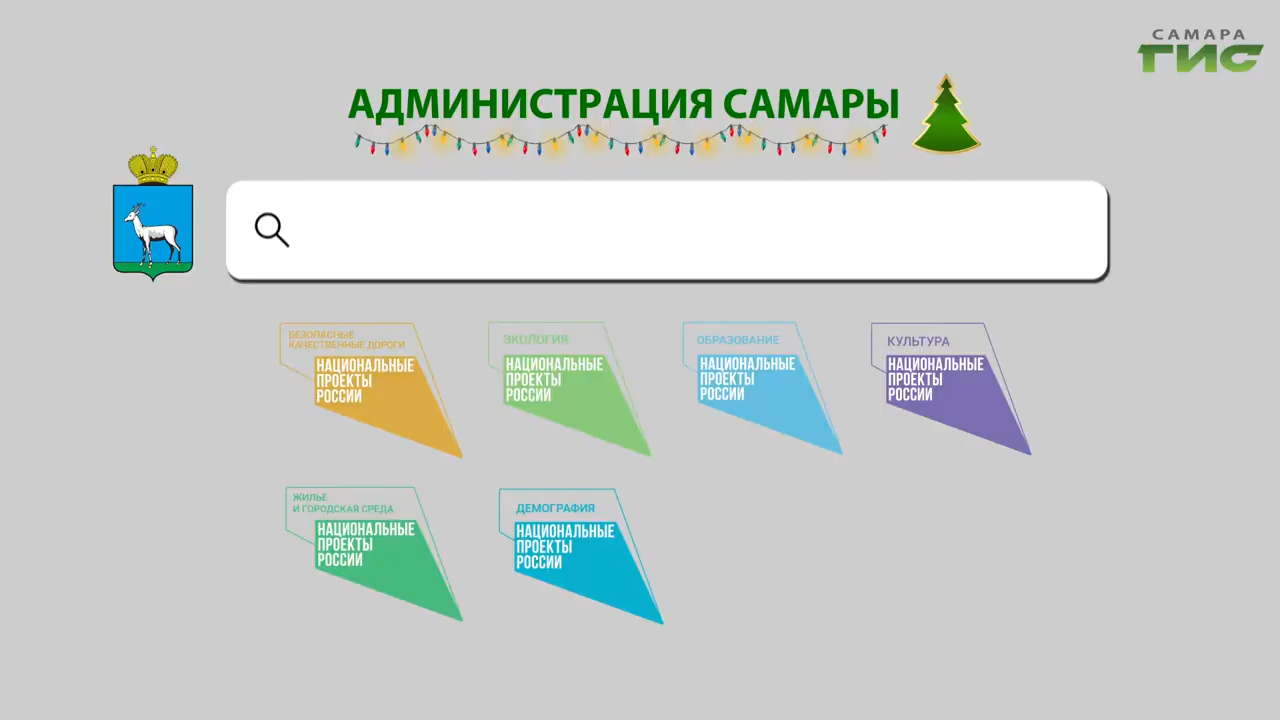 САМАРА
ГИС
АДМИНИСТРАЦИЯ САМАРЫ
БЕЗОПАСНЫЕ
КАЧЕСТВЕННЫЕ ДОРОГИ
НАЦИОНАЛЬНЫЕ
ПРОЕКТЫ
РОССИИ
ЭКОЛОГИЯ
НАЦИОНАЛЬНЫЕ
ПРОЕКТЫ
РОССИИ
ОБРАЗОВАНИЕ
НАЦИОНАЛЬНЫЕ
ПРОЕКТЫ
РОССИИ
КУЛЬТУРА
НАЦИОНАЛЬНЫЕ
ПРОЕКТЫ
РОССИИ
ЖИЛЬЕ
И ГОРОДСКАЯ СРЕДА
НАЦИОНАЛЬНЫЕ
ПРОЕКТЫ
РОССИИ
ДЕМОГРАФИЯ
НАЦИОНАЛЬНЫЕ
ПРОЕКТЫ
РОССИИ